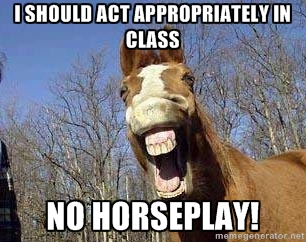 I SHOULD ACT APPROPRIATELY IN
CLASS
NO HORSEPLAY!
memegenerator.net